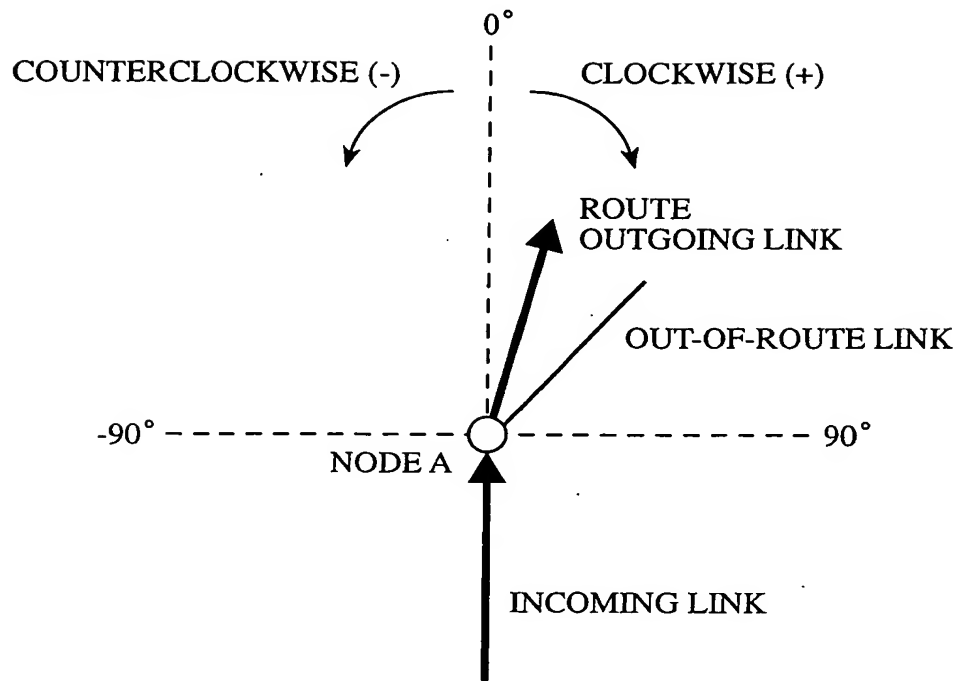 0°
COUNTERCLOCKWISE (-)
CLOCKWISE (+)
ROUTE
OUTGOING LINK
OUT-OF-ROUTE LINK
-90°
90°
NODE A
INCOMING LINK